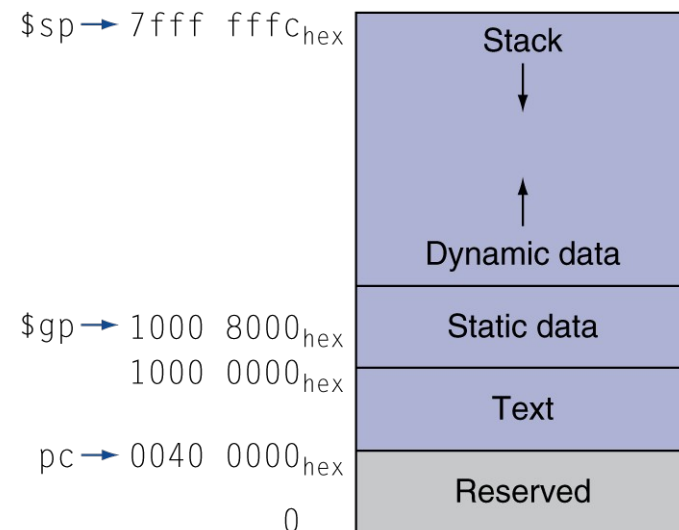 $sp 7fff fffchex
Stack
Dynamic data
$gp 1000 8000hex
Static data
1000 0000hex
Text
pc 0040 0000hex
Reserved
0